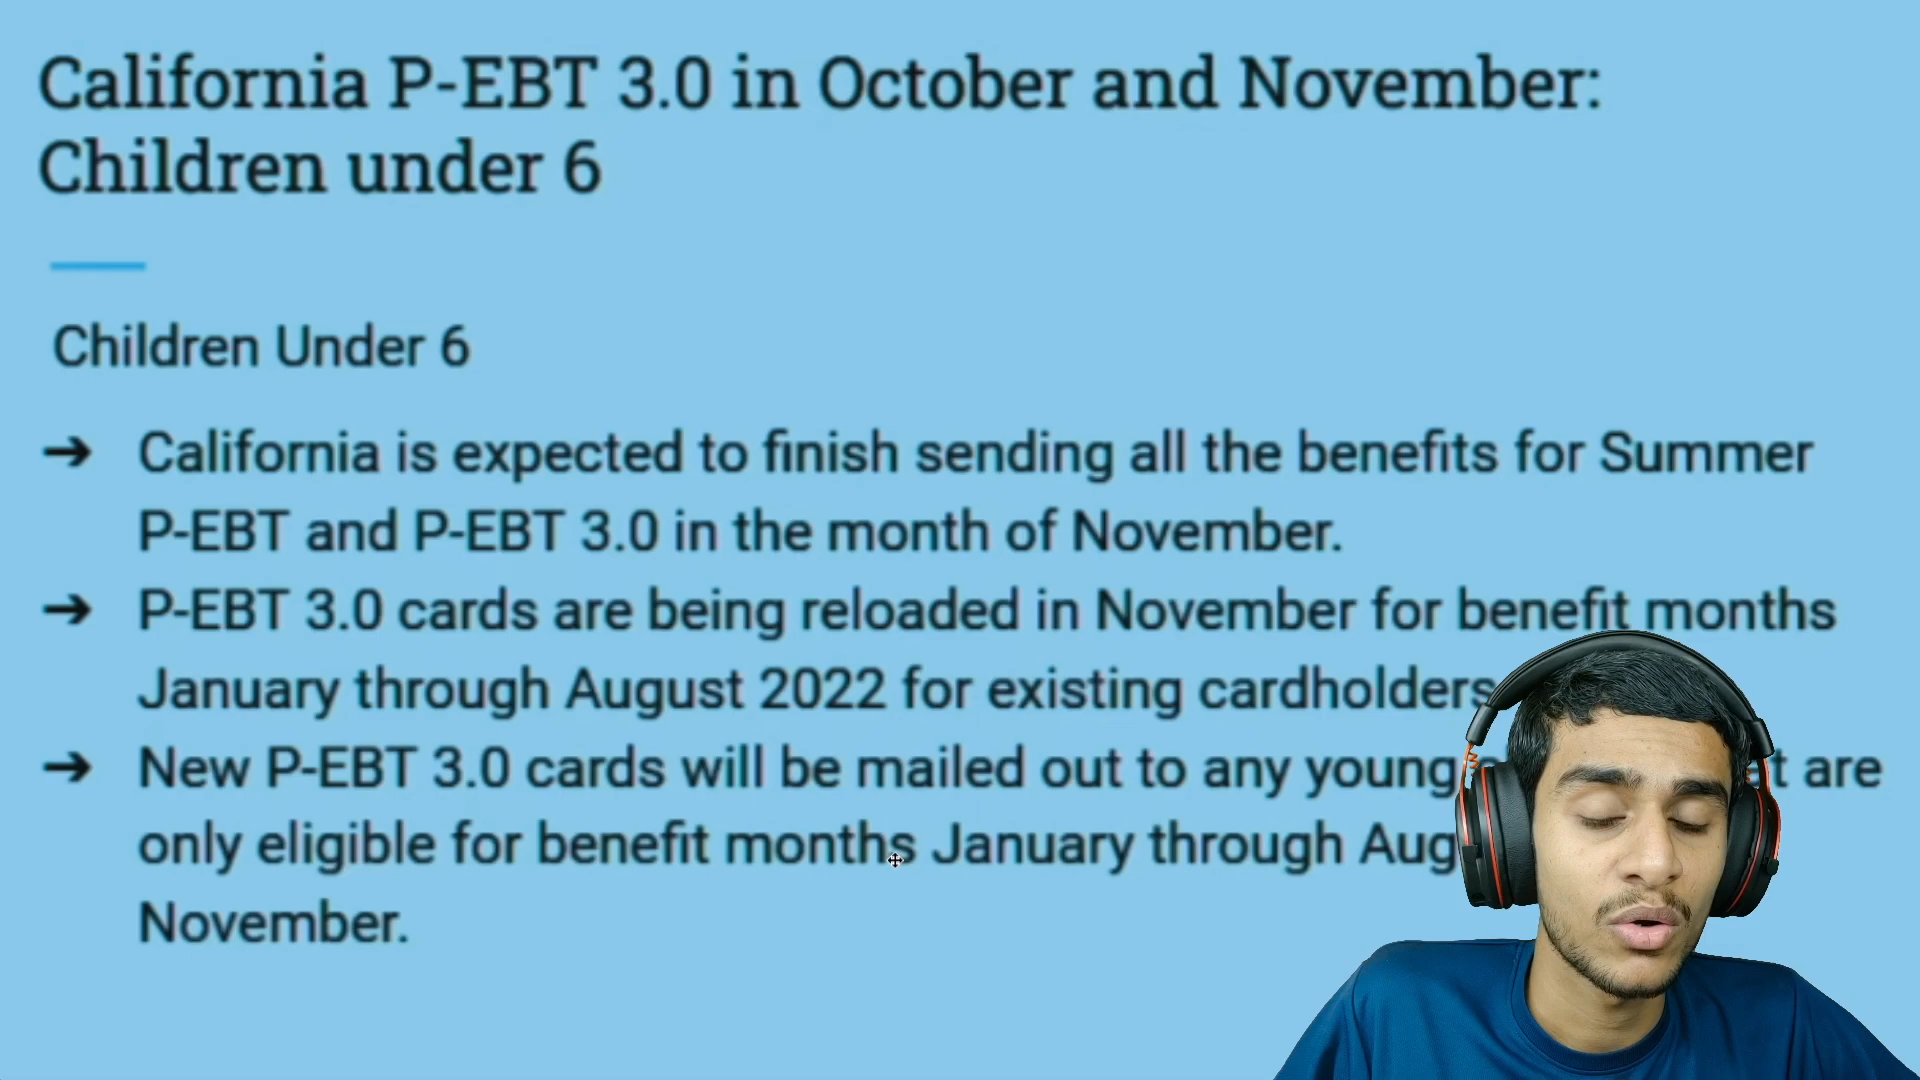 California P-EBT 3.0 in October and November:
Children under 6
Children Under 6
➔ California is expected to finish sending all the benefits for Summer
P-EBT and P-EBT 3.0 in the month of November.
➔ P-EBT 3.0 cards are being reloaded in November for benefit months
January through August 2022 for existing cardholders
➔ New P-EBT 3.0 cards will be mailed out to any young are
only eligible for benefit months January through
November.